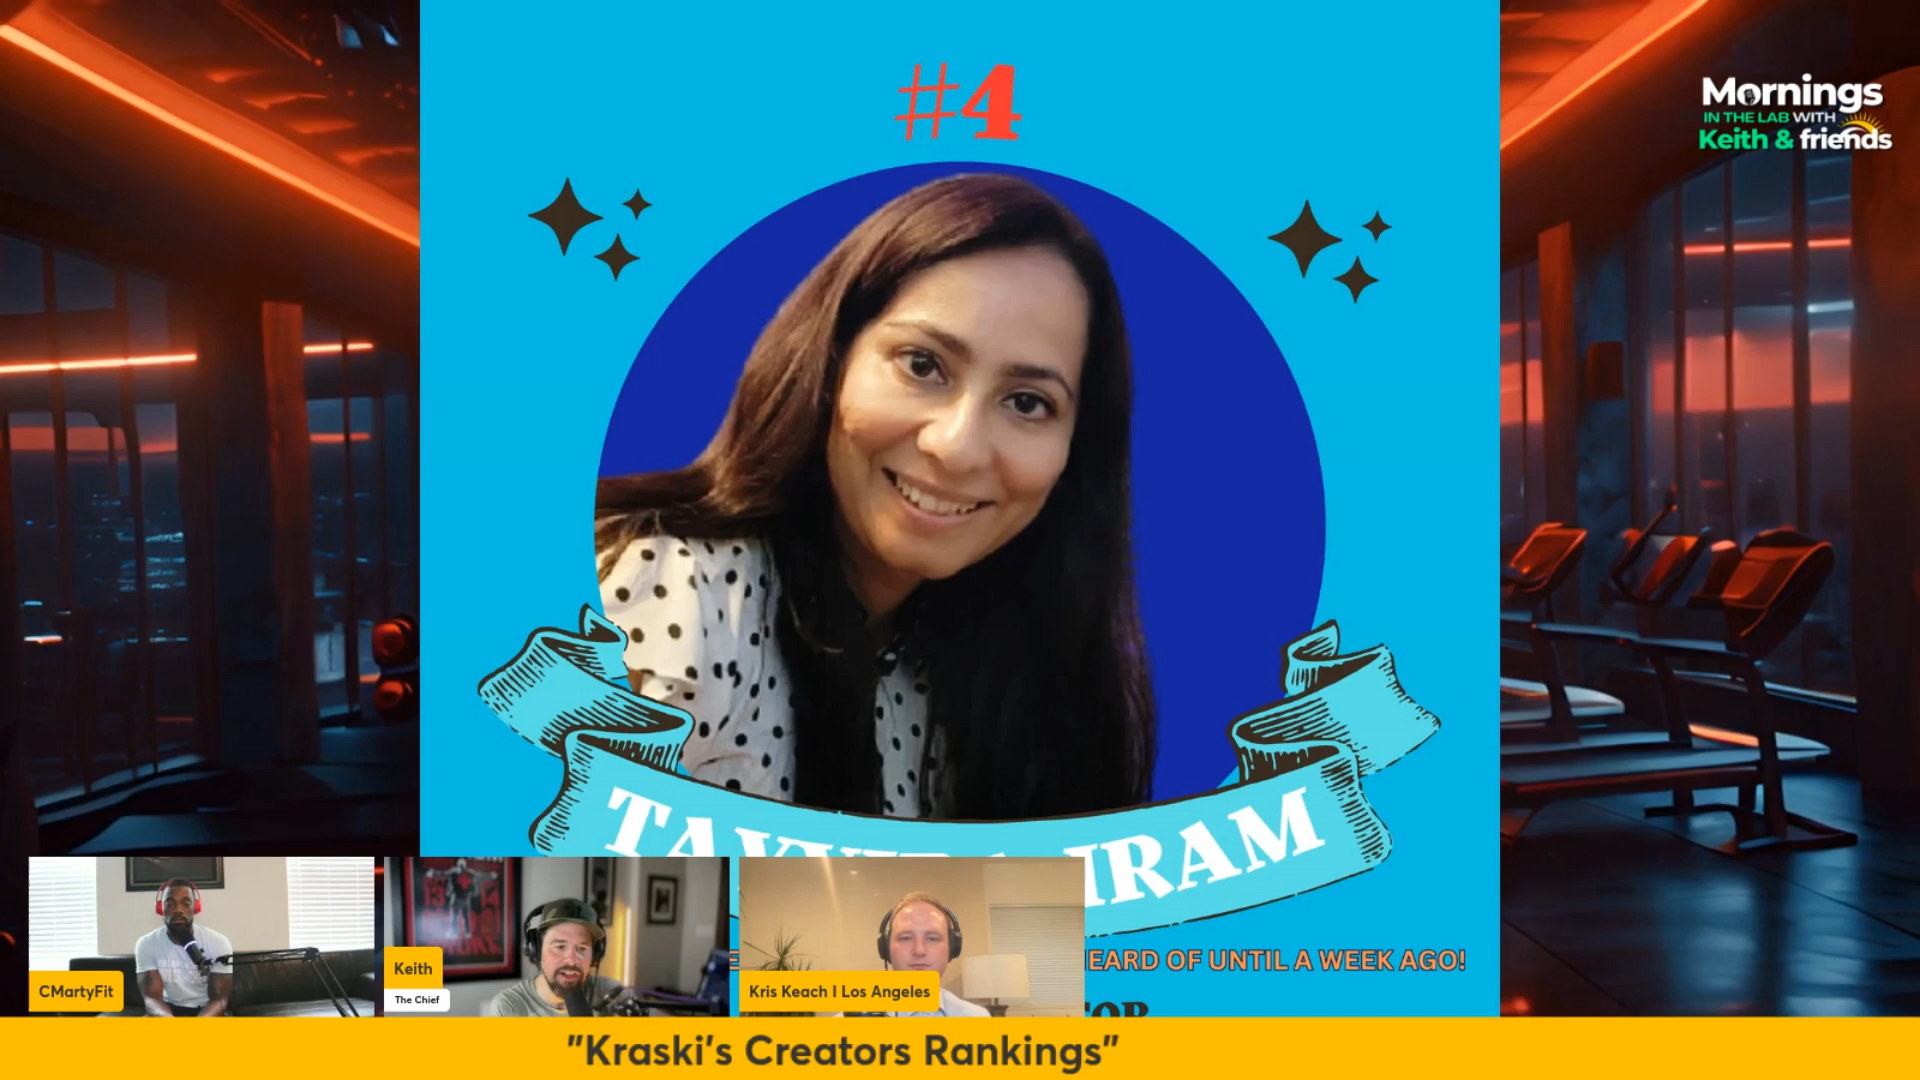 #4
Mornings
IN THE LAB WITH
Keith & friends
IRAM
EARD OF UNTIL A WEEK AGO!
CMartyFit
Keith
The Chief
Kris Keach I Los Angeles
"Kraski's Creators Rankings"